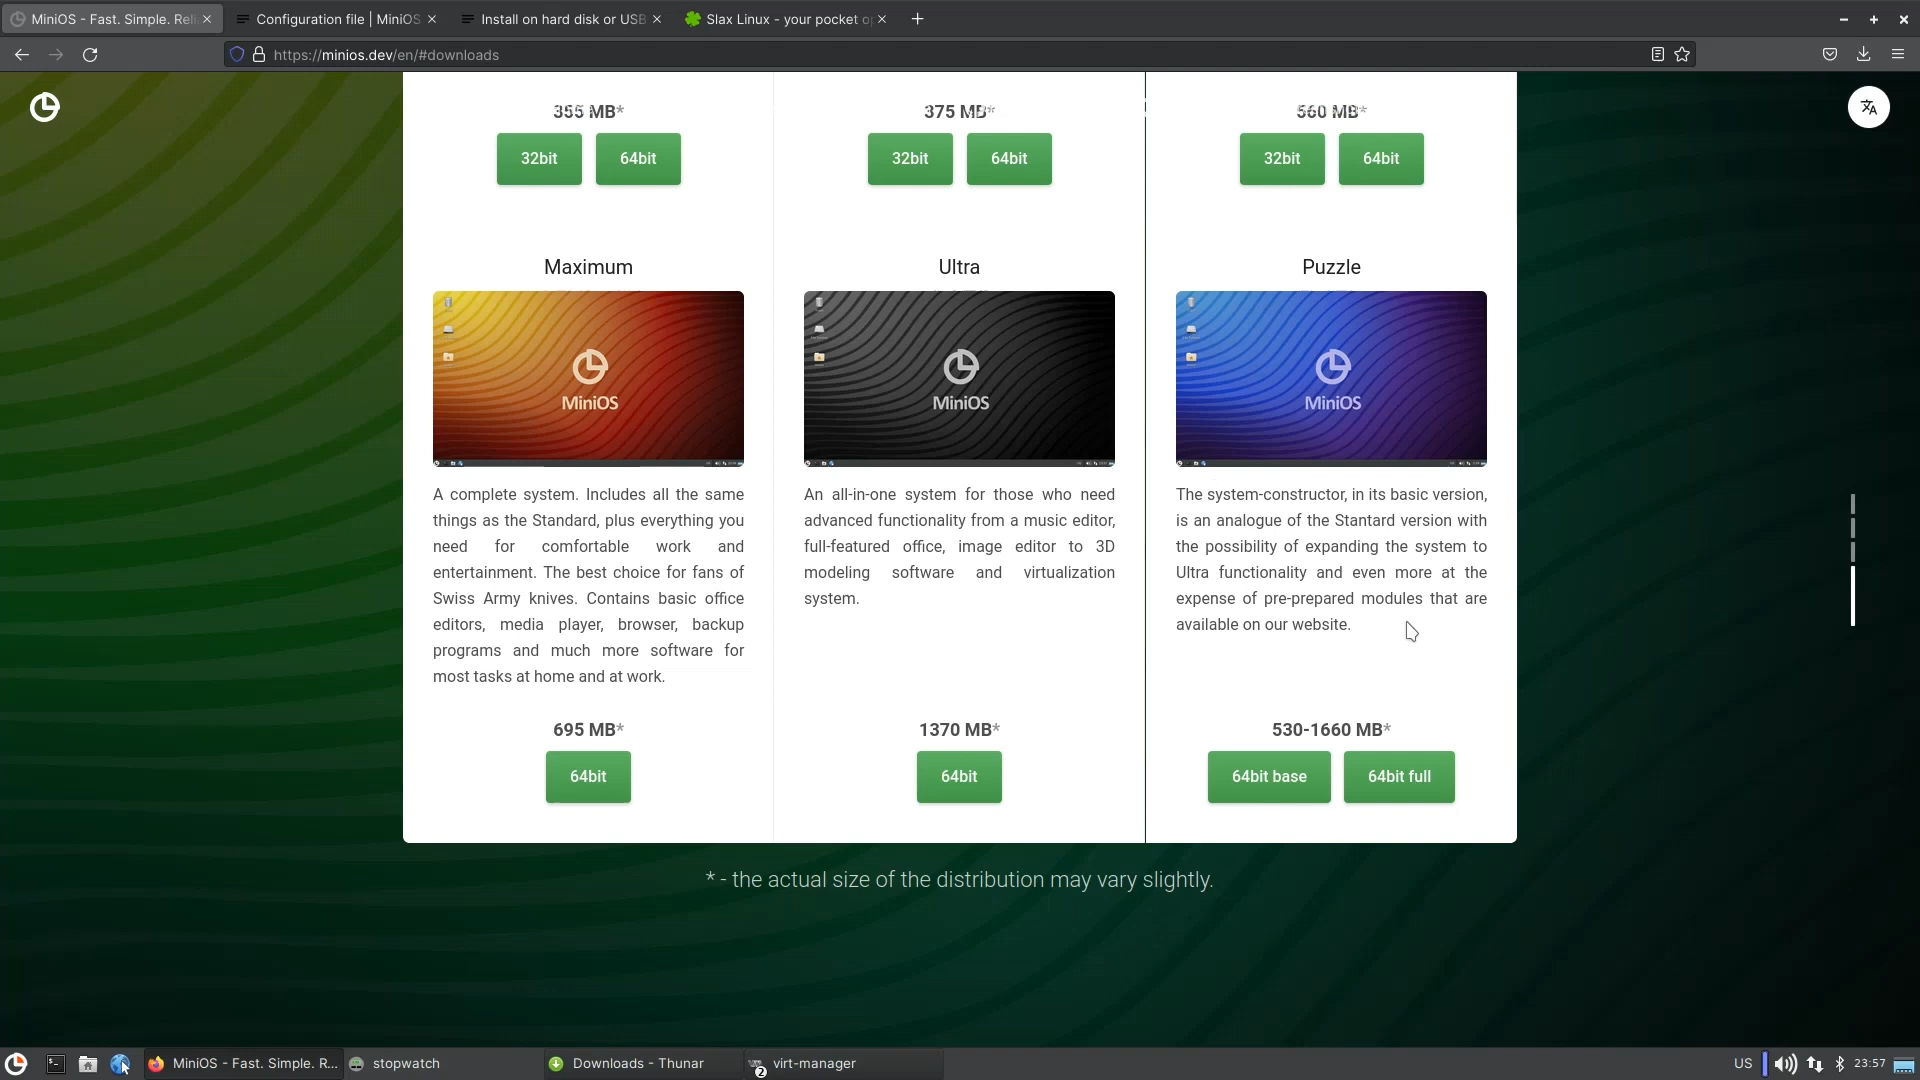 MiniOS - Fast. Simple. Reli
Configuration file | MiniOS
Install on hard disk or USB
Slax Linux - your pocket op
https://minios.dev/en/#downloads
355 MB*
375 MB*
560 MB*
32bit
64bit
32bit
64bit
32bit
64bit
Maximum
Ultra
Puzzle
MiniOS
MiniOS
MiniOS
A complete system. Includes all the same
things as the Standard, plus everything you
need for comfortable work and
entertainment. The best choice for fans of
Swiss Army knives. Contains basic office
editors, media player, browser, backup
programs and much more software for
most tasks at home and at work.
An all-in-one system for those who need
advanced functionality from a music editor,
full-featured office, image editor to 3D
modeling software and virtualization
system.
The system-constructor, in its basic version,
is an analogue of the Stantard version with
the possibility of expanding the system to
Ultra functionality and even more at the
expense of pre-prepared modules that are
available on our website.
695 MB*
1370 MB*
530-1660 MB*
64bit
64bit
64bit base
64bit full
* - the actual size of the distribution may vary slightly.
MiniOS - Fast. Simple. R...
stopwatch
Downloads - Thunar
2
virt-manager
US
23:57